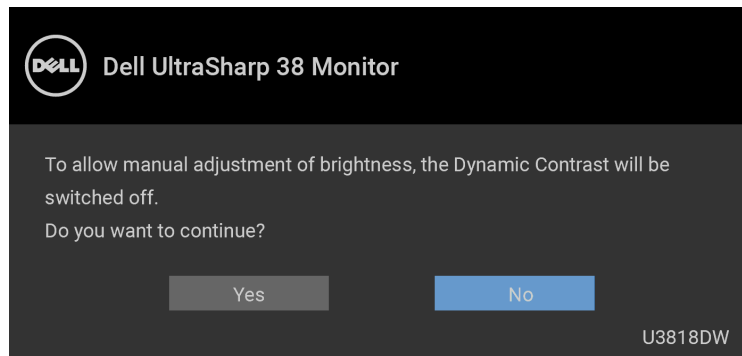 DELL Dell UltraSharp 38 Monitor
To allow manual adjustment of brightness, the Dynamic Contrast will be
switched off.
Do you want to continue?
Yes No
U3818DW